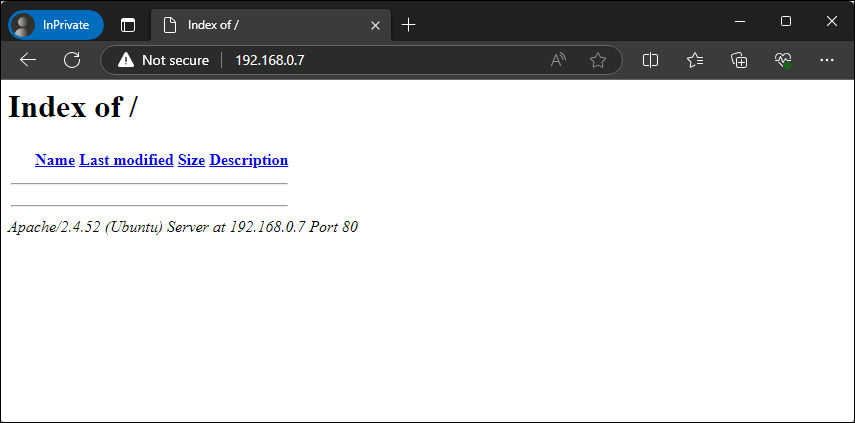 InPrivate
Index of /
Not secure
192.168.0.7
Index of /
Name Last modified Size Description
Apache/2.4.52 (Ubuntu) Server at 192.168.0.7 Port 80